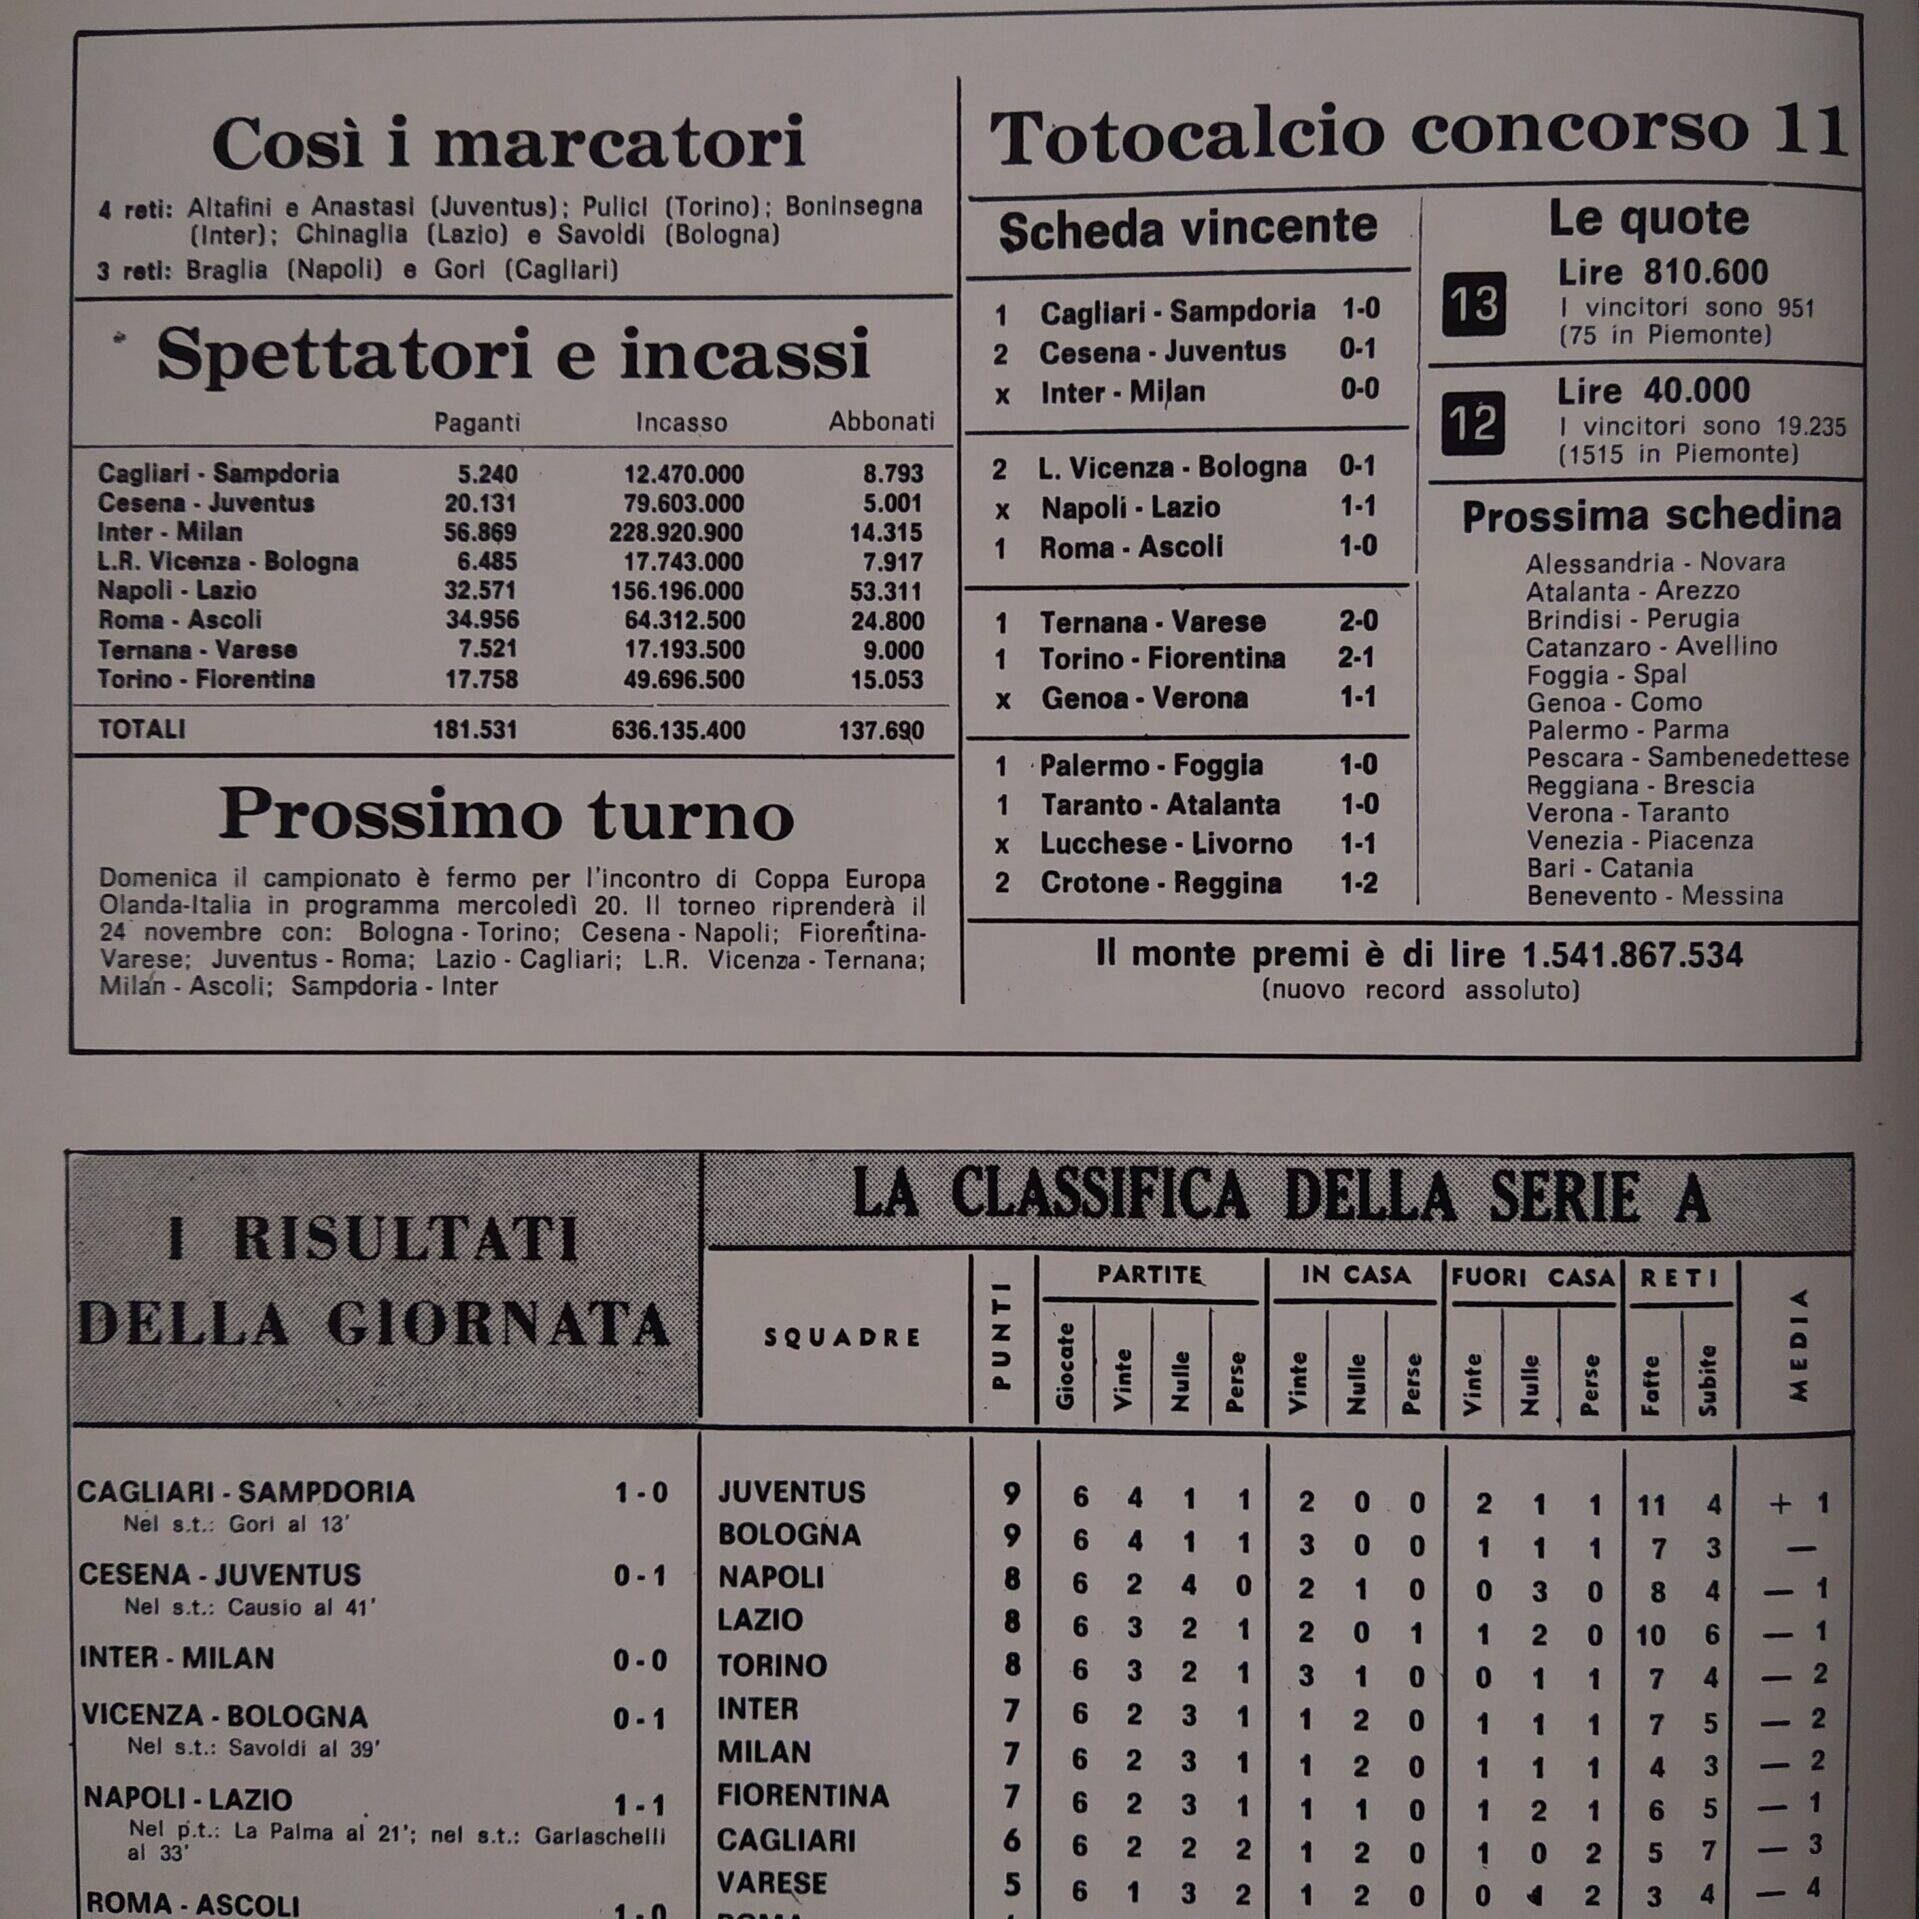 Così i marcatori
4 reti: Altafini e Anastasi (Juventus); Pulici (Torino); Boninsegna
(Inter); Chinaglia (Lazio) e Savoldi (Bologna)
3 reti: Braglia (Napoli) e Gori (Cagliari)
Spettatori e incassi
Paganti Incasso Abbonati
Cagliari - Sampdoria 5.240 12.470.000 8.793
Cesena - Juventus 20.131 79.603.000 5.001
Inter - Milan 56.869 228.920.900 14.315
L.R. Vicenza - Bologna 6.485 17.743.000 7.917
Napoli - Lazio 32.571 156.196.000 53.311
Roma - Ascoli 34.956 64.312.500 24.800
Ternana - Varese 7.521 17.193.500 9.000
Torino - Fiorentina 17.758 49.696.500 15.053
TOTALI 181.531 636.135.400 137.690
Prossimo turno
Domenica il campionato è fermo per l'incontro di Coppa Europa
Olanda-Italia in programma mercoledì 20. Il torneo riprenderà il
24 novembre con: Bologna - Torino; Cesena - Napoli; Fiorentina-
Varese; Juventus - Roma; Lazio - Cagliari; L.R. Vicenza - Ternana;
Milan - Ascoli; Sampdoria - Inter
Totocalcio concorso 11
Scheda vincente
1 Cagliari - Sampdoria 1-0
2 Cesena - Juventus 0-1
x Inter - Milan 0-0
2 L. Vicenza - Bologna 0-1
x Napoli - Lazio 1-1
1 Roma - Ascoli 1-0
1 Ternana - Varese 2-0
1 Torino - Fiorentina 2-1
x Genoa - Verona 1-1
1 Palermo - Foggia 1-0
1 Taranto - Atalanta 1-0
x Lucchese - Livorno 1-1
2 Crotone - Reggina 1-2
Le quote
13 Lire 810.600
I vincitori sono 951
(75 in Piemonte)
12 Lire 40.000
I vincitori sono 19.235
(1515 in Piemonte)
Prossima schedina
Alessandria - Novara
Atalanta - Arezzo
Brindisi - Perugia
Catanzaro - Avellino
Foggia - Spal
Genoa - Como
Palermo - Parma
Pescara - Sambenedettese
Reggiana - Brescia
Verona - Taranto
Venezia - Piacenza
Bari - Catania
Benevento - Messina
Il monte premi è di lire 1.541.867.534
(nuovo record assoluto)
I RISULTATI
DELLA GIORNATA
CAGLIARI - SAMPDORIA 1 - 0
Nel s.t.: Gori al 13'
CESENA - JUVENTUS 0 - 1
Nel s.t.: Causio al 41'
INTER - MILAN 0 - 0
VICENZA - BOLOGNA 0 - 1
Nel s.t.: Savoldi al 39'
NAPOLI - LAZIO 1 - 1
Nel p.t.: La Palma al 21'; nel s.t.: Garlaschelli
al 33'
ROMA - ASCOLI 1 - 0
LA CLASSIFICA DELLA SERIE A
SQUADRE PUNTI PARTITE IN CASA FUORI CASA RETI MEDIA
Giocate Vinte Nulle Perse Vinte Nulle Perse Vinte Nulle Perse Fatte Subite
JUVENTUS 9 6 4 1 1 2 0 0 2 1 1 11 4 + 1
BOLOGNA 9 6 4 1 1 3 0 0 1 1 1 7 3 —
NAPOLI 8 6 2 4 0 2 1 0 0 3 0 8 4 — 1
LAZIO 8 6 3 2 1 2 0 1 1 2 0 10 6 — 1
TORINO 8 6 3 2 1 3 1 0 0 1 1 7 4 — 2
INTER 7 6 2 3 1 1 2 0 1 1 1 7 5 — 2
MILAN 7 6 2 3 1 1 2 0 1 1 1 4 3 — 2
FIORENTINA 7 6 2 3 1 1 1 0 1 2 1 6 5 — 1
CAGLIARI 6 6 2 2 2 1 2 0 1 0 2 5 7 — 3
VARESE 5 6 1 3 2 1 2 0 0 1 2 3 4 — 4